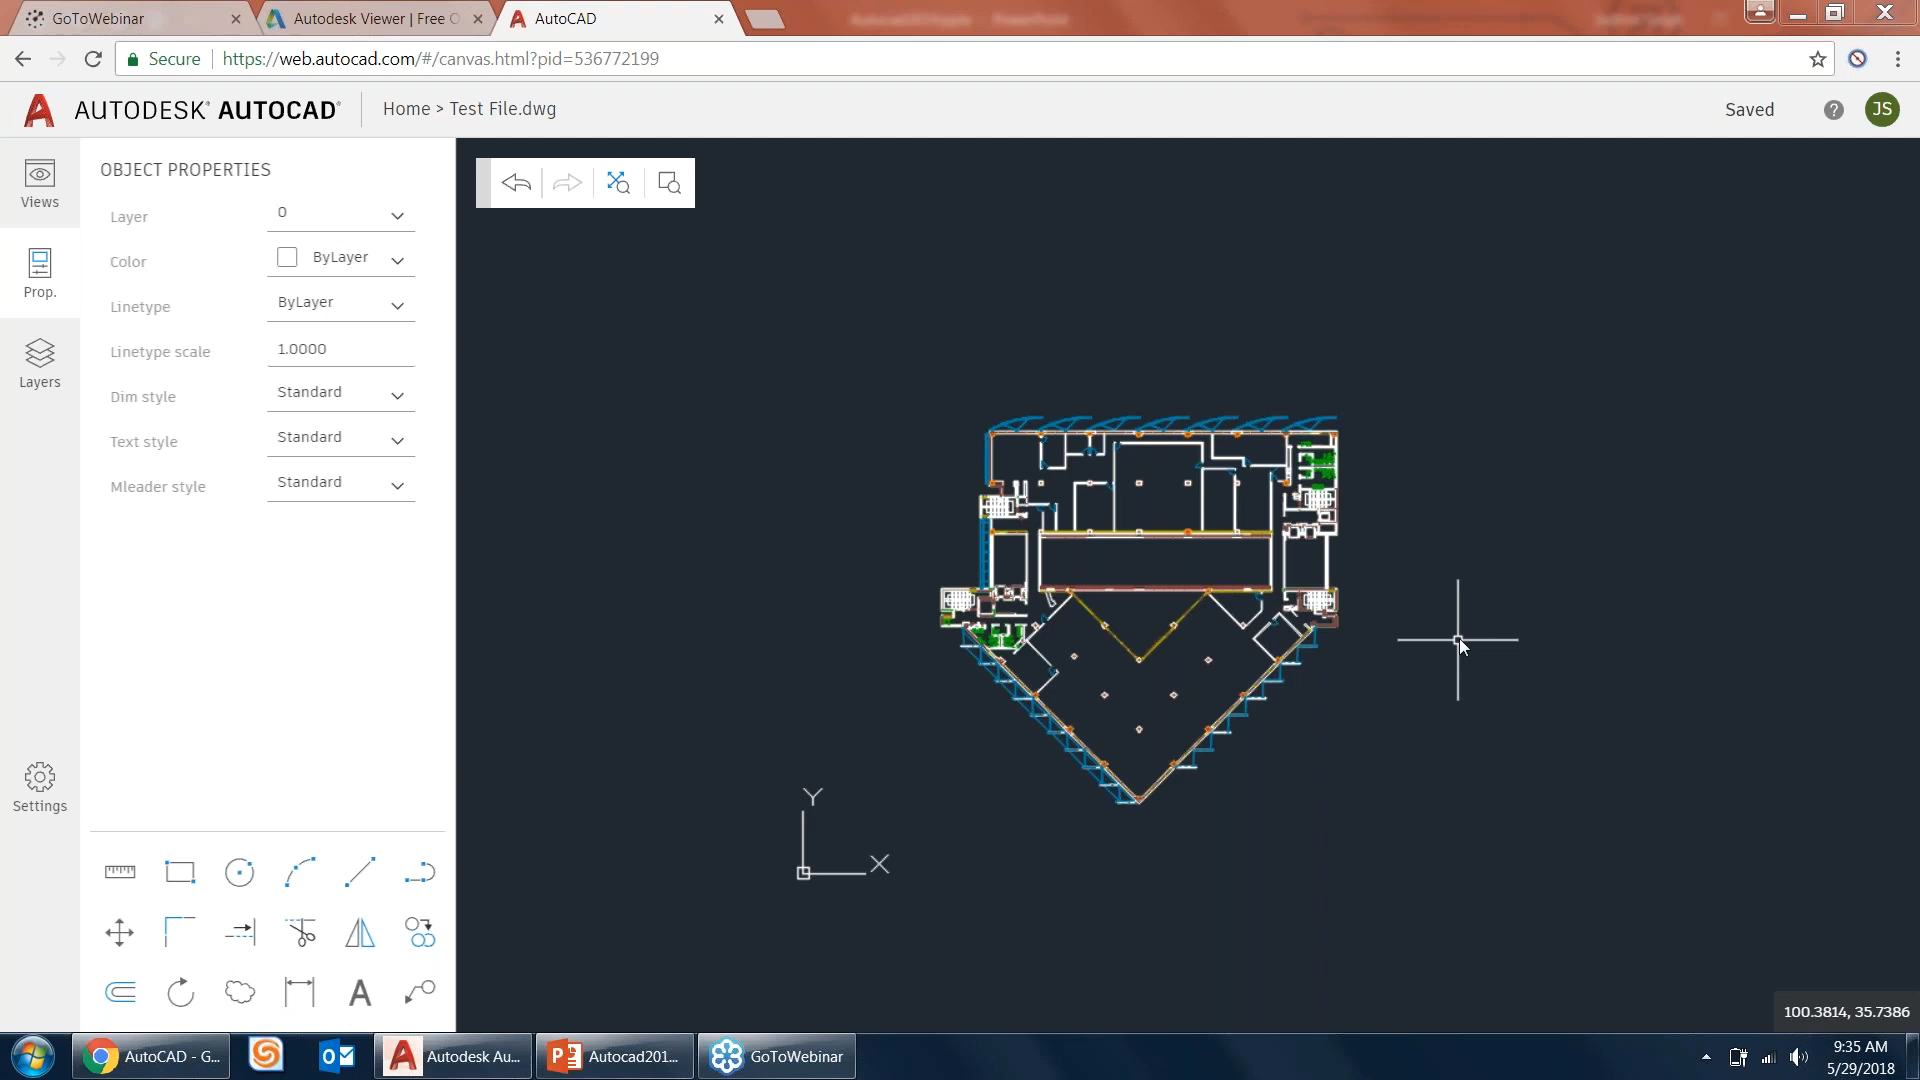 GoToWebinar
Autodesk Viewer | Free O
AutoCAD
Secure
https://web.autocad.com/#/canvas.html?pid=536772199
AUTODESK® AUTOCAD®
Home > Test File.dwg
Saved
JS
Views
Prop.
Layers
Settings
OBJECT PROPERTIES
Layer 0
Color ByLayer
Linetype ByLayer
Linetype scale 1.0000
Dim style Standard
Text style Standard
Mleader style Standard
Y
X
A
100.3814, 35.7386
AutoCAD - G...
Autodesk Au...
Autocad201...
GoToWebinar
9:35 AM
5/29/2018